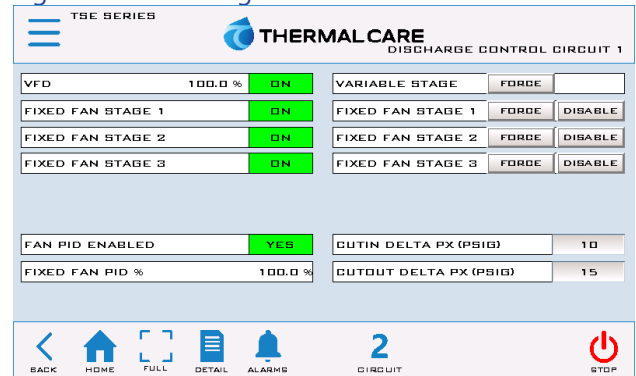 TSE SERIES
THERMALCARE
DISCHARGE CONTROL CIRCUIT 1
VFD 100.0 % ON
VARIABLE STAGE FORCE
FIXED FAN STAGE 1 ON
FIXED FAN STAGE 1 FORCE DISABLE
FIXED FAN STAGE 2 ON
FIXED FAN STAGE 2 FORCE DISABLE
FIXED FAN STAGE 3 ON
FIXED FAN STAGE 3 FORCE DISABLE
FAN PID ENABLED YES
CUTIN DELTA PX (PSIG) 10
FIXED FAN PID % 100.0 %
CUTOUT DELTA PX (PSIG) 15
2
BACK HOME FULL DETAIL ALARMS CIRCUIT STOP